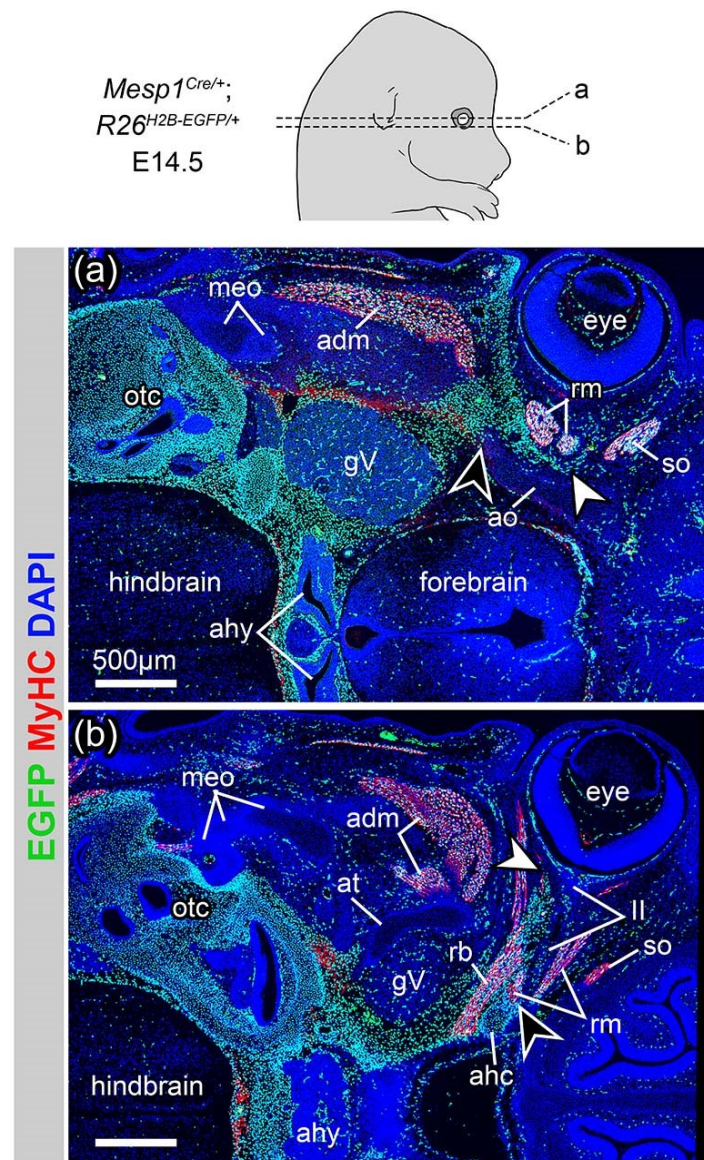 Mesp1Cre/+;
R26H2B-EGFP/+
E14.5
a
b
EGFP MyHC DAPI
(a)
meo
adm
eye
otc
rm
gV
so
ao
hindbrain
forebrain
ahy
500µm
(b)
meo
eye
adm
otc
at
II
rb
gV
so
rm
ahc
hindbrain
ahy